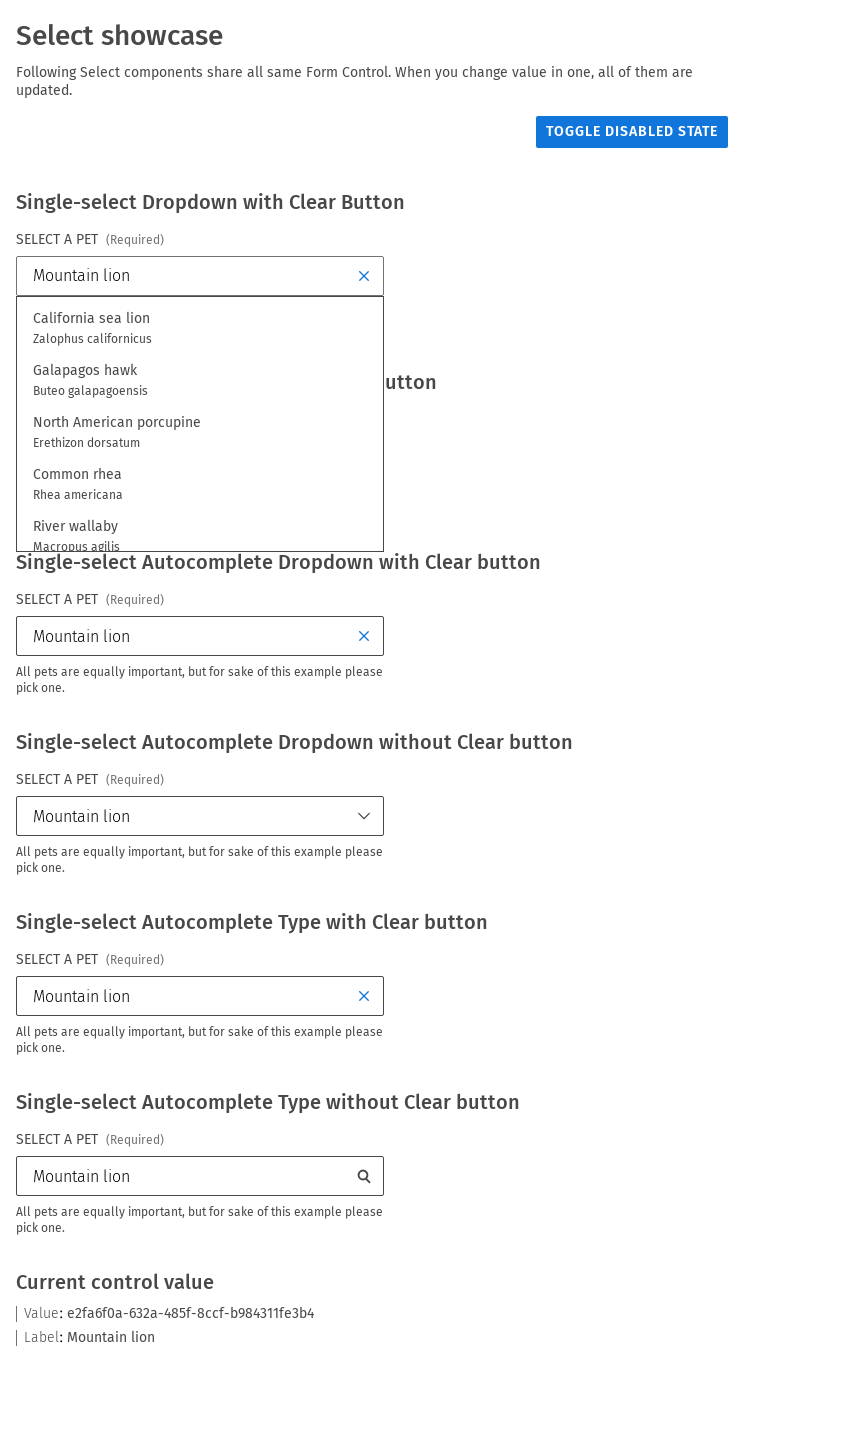 Select showcase
Following Select components share all same Form Control. When you change value in one, all of them are
updated.
TOGGLE DISABLED STATE
Single-select Dropdown with Clear Button
SELECT A PET (Required)
Mountain lion
California sea lion
Zalophus californicus
Galapagos hawk
utton
Buteo galapagoensis
North American porcupine
Erethizon dorsatum
Common rhea
Rhea americana
River wallaby
Macropus agilis
Single-select Autocomplete Dropdown with Clear button
SELECT A PET (Required)
Mountain lion
All pets are equally important, but for sake of this example please
pick one.
Single-select Autocomplete Dropdown without Clear button
SELECT A PET (Required)
Mountain lion
All pets are equally important, but for sake of this example please
pick one.
Single-select Autocomplete Type with Clear button
SELECT A PET (Required)
Mountain lion
All pets are equally important, but for sake of this example please
pick one.
Single-select Autocomplete Type without Clear button
SELECT A PET (Required)
Mountain lion
All pets are equally important, but for sake of this example please
pick one.
Current control value
Value: e2fa6f0a-632a-485f-8ccf-b984311fe3b4
Label: Mountain lion